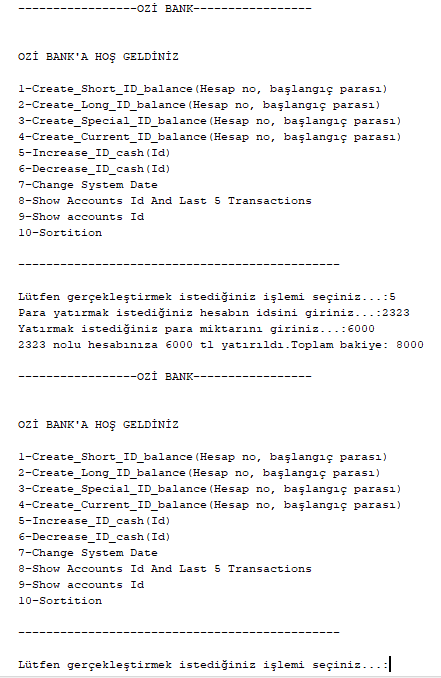 -----------------OZİ BANK-----------------
OZİ BANK'A HOŞ GELDİNİZ
1-Create_Short_ID_balance(Hesap no, başlangıç parası)
2-Create_Long_ID_balance(Hesap no, başlangıç parası)
3-Create_Special_ID_balance(Hesap no, başlangıç parası)
4-Create_Current_ID_balance(Hesap no, başlangıç parası)
5-Increase_ID_cash(Id)
6-Decrease_ID_cash(Id)
7-Change System Date
8-Show Accounts Id And Last 5 Transactions
9-Show accounts Id
10-Sortition
----------------------------------------------
Lütfen gerçekleştirmek istediğiniz işlemi seçiniz...:5
Para yatırmak istediğiniz hesabın idsini giriniz...:2323
Yatırmak istediğiniz para miktarını giriniz...:6000
2323 nolu hesabınıza 6000 tl yatırıldı.Toplam bakiye: 8000
-----------------OZİ BANK-----------------
OZİ BANK'A HOŞ GELDİNİZ
1-Create_Short_ID_balance(Hesap no, başlangıç parası)
2-Create_Long_ID_balance(Hesap no, başlangıç parası)
3-Create_Special_ID_balance(Hesap no, başlangıç parası)
4-Create_Current_ID_balance(Hesap no, başlangıç parası)
5-Increase_ID_cash(Id)
6-Decrease_ID_cash(Id)
7-Change System Date
8-Show Accounts Id And Last 5 Transactions
9-Show accounts Id
10-Sortition
----------------------------------------------
Lütfen gerçekleştirmek istediğiniz işlemi seçiniz...: